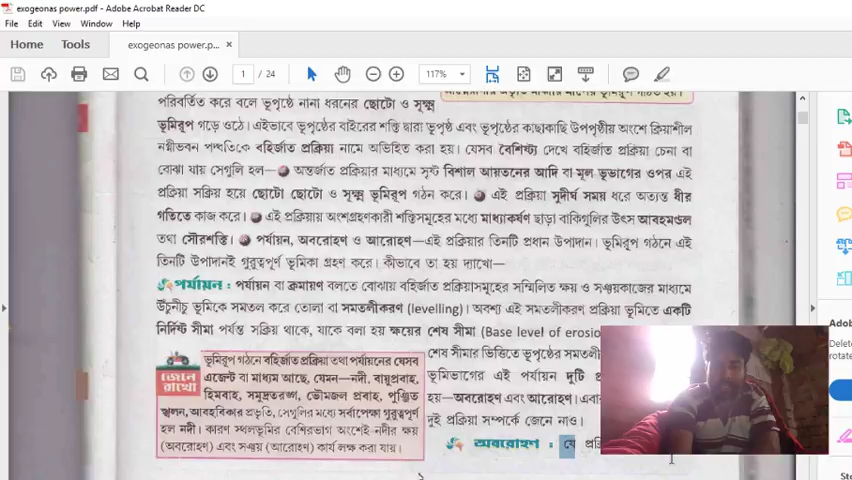 exogeonas power.pdf - Adobe Acrobat Reader DC
File Edit View Window Help
Home Tools exogeonas power.p... ×
1 / 24 117%
পরিবর্তিত করে বলে ভূপৃষ্ঠে নানা ধরনের ছোটো ও সূক্ষ্ম
ভূমিরূপ গড়ে ওঠে। এইভাবে ভূপৃষ্ঠের বাইরের শক্তি দ্বারা ভূপৃষ্ঠ এবং ভূপৃষ্ঠের কাছাকাছি উপপৃষ্ঠীয় অংশে ক্রিয়াশীল
নগ্নীভবন পদ্ধতিকে বহির্জাত প্রক্রিয়া নামে অভিহিত করা হয়। যেসব বৈশিষ্ট্য দেখে বহির্জাত প্রক্রিয়া চেনা বা
বোঝা যায় সেগুলি হল— অন্তর্জাত প্রক্রিয়ার মাধ্যমে সৃষ্ট বিশাল আয়তনের আদি বা মূল ভূভাগের ওপর এই
প্রক্রিয়া সক্রিয় হয়ে ছোটো ছোটো ও সূক্ষ্ম ভূমিরূপ গঠন করে। এই প্রক্রিয়া সুদীর্ঘ সময় ধরে অত্যন্ত ধীর
গতিতে কাজ করে। এই প্রক্রিয়ায় অংশগ্রহণকারী শক্তিসমূহের মধ্যে মাধ্যাকর্ষণ ছাড়া বাকিগুলির উৎস আবহমণ্ডল
তথা সৌরশক্তি। পর্যায়ন, অবরোহণ ও আরোহণ—এই প্রক্রিয়ার তিনটি প্রধান উপাদান। ভূমিরূপ গঠনে এই
তিনটি উপাদানই গুরুত্বপূর্ণ ভূমিকা গ্রহণ করে। কীভাবে তা হয় দ্যাখো—
পর্যায়ন : পর্যায়ন বা ক্রমায়ণ বলতে বোঝায় বহির্জাত প্রক্রিয়াসমূহের সম্মিলিত ক্ষয় ও সঞ্চয়কাজের মাধ্যমে
উঁচুনীচু ভূমিকে সমতল করে তোলা বা সমতলীকরণ (levelling)। অবশ্য এই সমতলীকরণ প্রক্রিয়া ভূমিতে একটি
নির্দিষ্ট সীমা পর্যন্ত সক্রিয় থাকে, যাকে বলা হয় ক্ষয়ের শেষ সীমা (Base level of erosio
শেষ সীমার ভিত্তিতে ভূপৃষ্ঠের সমতলী
ভূমিভাগের এই পর্যায়ন দুটি
হয়—অবরোহণ এবং আরোহণ। এবা
দুই প্রক্রিয়া সম্পর্কে জেনে নাও।
অবরোহণ : যে
জেনে রাখো
ভূমিরূপ গঠনে বহির্জাত প্রক্রিয়া তথা পর্যায়নের যেসব
এজেন্ট বা মাধ্যম আছে, যেমন—নদী, বায়ুপ্রবাহ,
হিমবাহ, সমুদ্রতরঙ্গ, ভৌমজল প্রবাহ, পুঞ্জিত
স্খলন, আবহবিকার প্রভৃতি, সেগুলির মধ্যে সর্বাপেক্ষা গুরুত্বপূর্ণ
হল নদী। কারণ স্থলভূমির বেশিরভাগ অংশেই নদীর ক্ষয়
(অবরোহণ) এবং সঞ্চয় (আরোহণ) কার্য লক্ষ করা যায়।
২
Adob
Delete
rotate